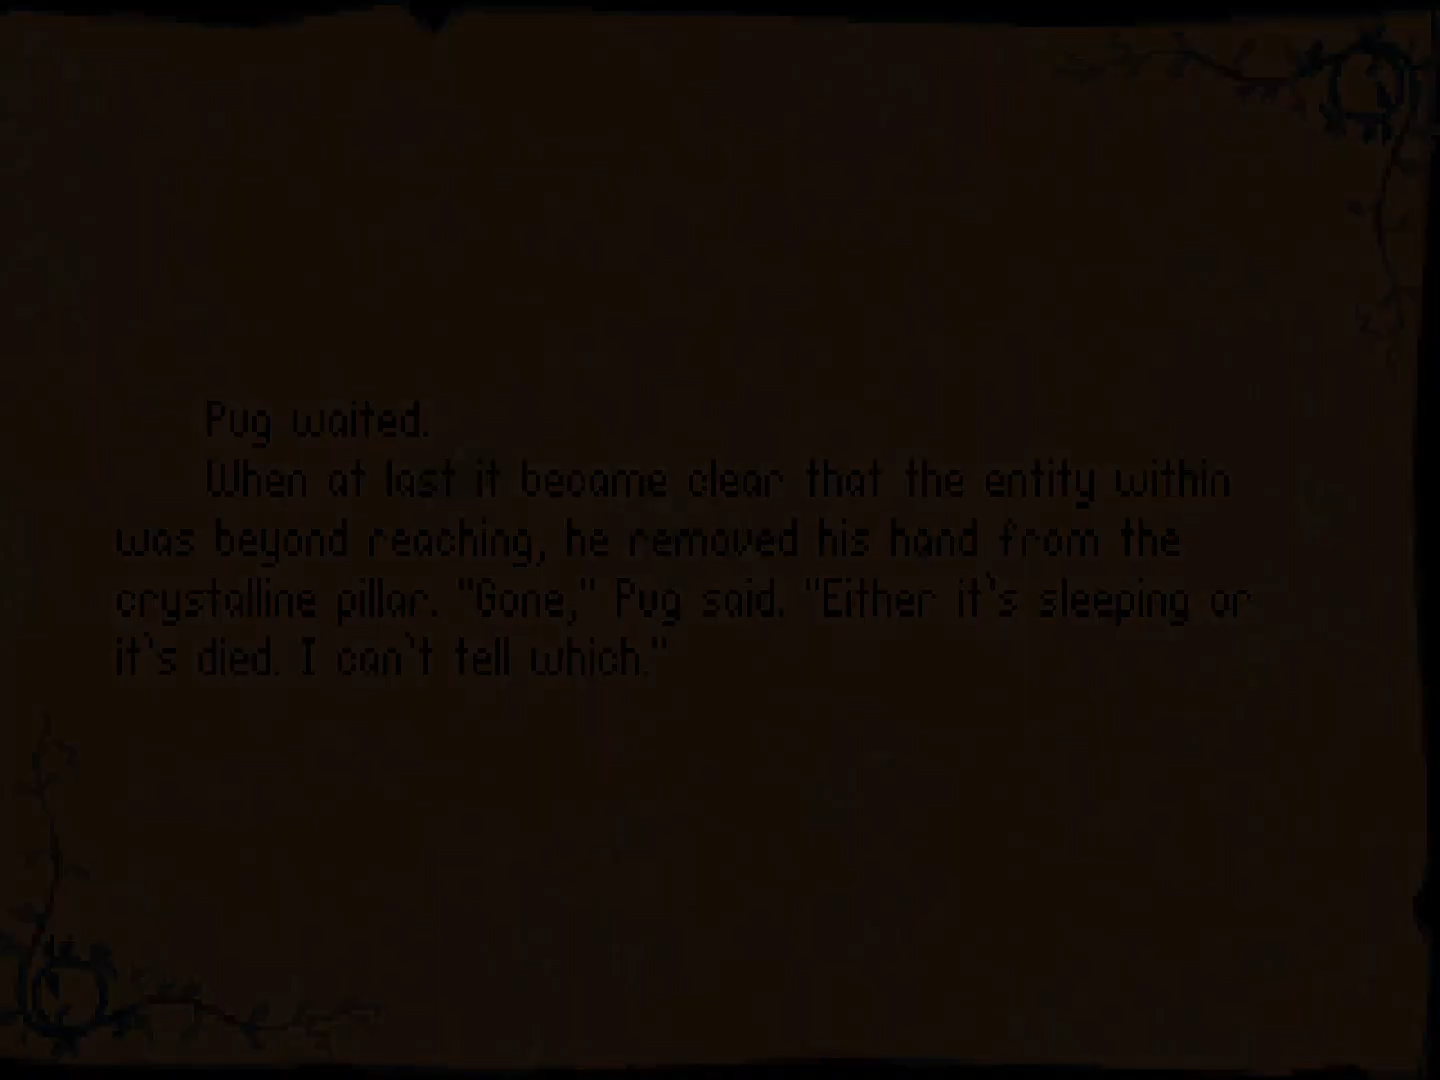 Pug waited.
When at last it became clear that the entity within
was beyond reaching, he removed his hand from the
crystalline pillar. "Gone," Pug said. "Either it's sleeping or
it's died. I can't tell which."